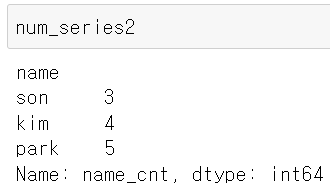 num_series2
name
son 3
kim 4
park 5
Name: name_cnt, dtype: int64